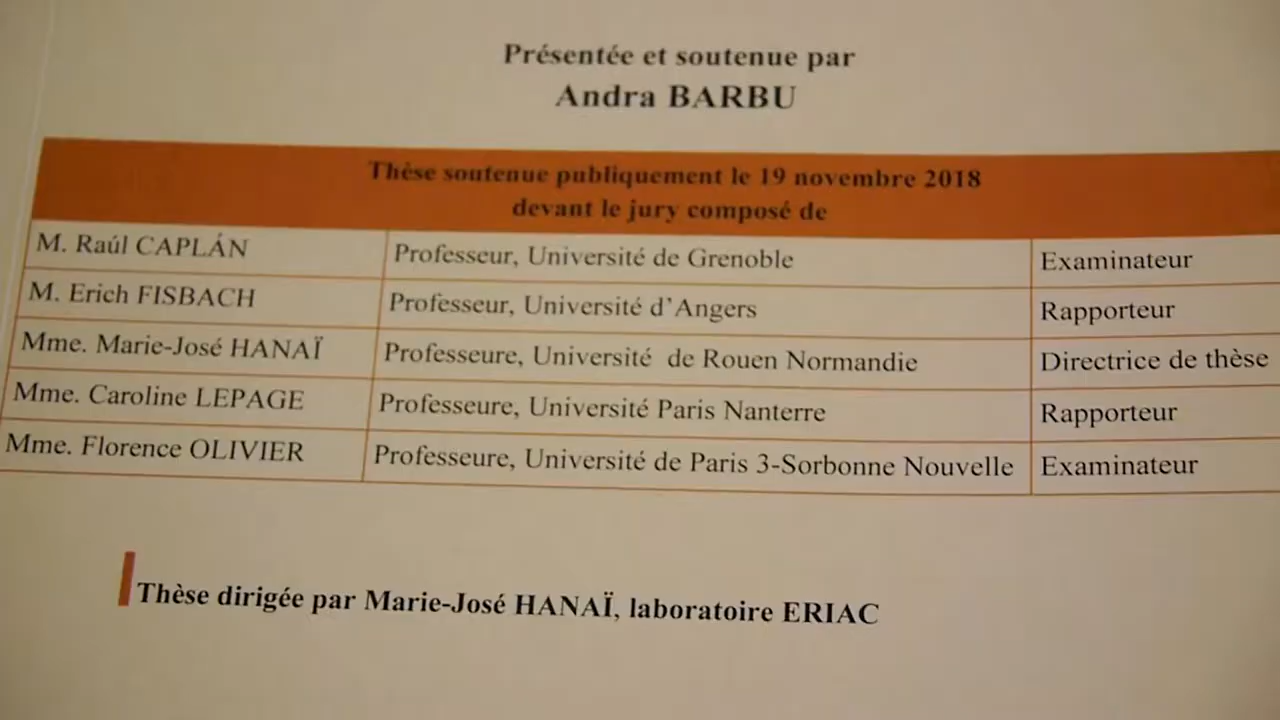 Présentée et soutenue par
Andra BARBU
Thèse soutenue publiquement le 19 novembre 2018
devant le jury composé de
M. Raúl CAPLÁN Professeur, Université de Grenoble Examinateur
M. Erich FISBACH Professeur, Université d'Angers Rapporteur
Mme. Marie-José HANAÏ Professeure, Université de Rouen Normandie Directrice de thèse
Mme. Caroline LEPAGE Professeure, Université Paris Nanterre Rapporteur
Mme. Florence OLIVIER Professeure, Université de Paris 3-Sorbonne Nouvelle Examinateur
Thèse dirigée par Marie-José HANAÏ, laboratoire ERIAC